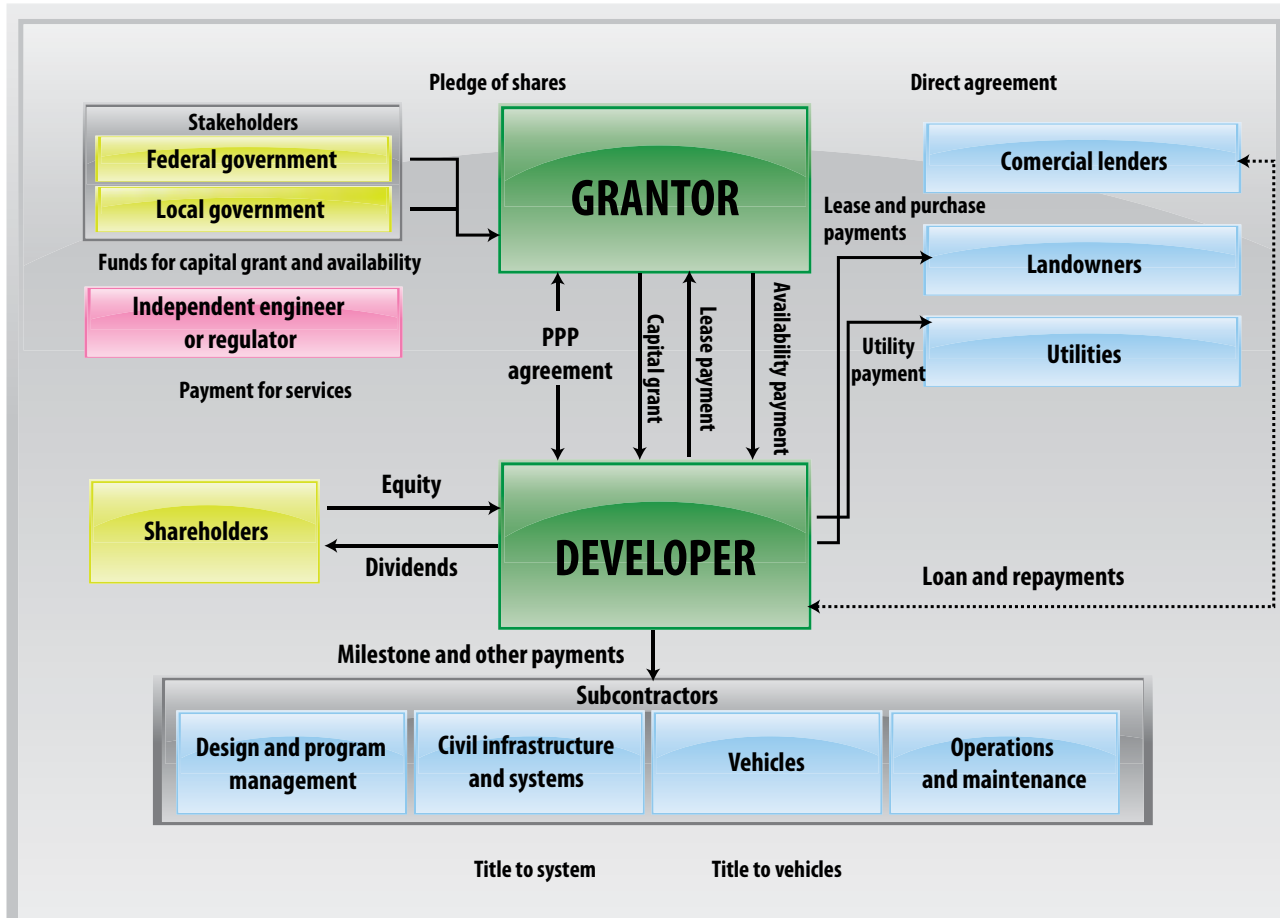 Pledge of shares
Direct agreement
Stakeholders
Federal government
Local government
GRANTOR
Comercial lenders
Lease and purchase
payments
Landowners
Funds for capital grant and availability
Independent engineer
or regulator
PPP
agreement
Capital grant
Lease payment
Availability payment
Utility
payment
Utilities
Payment for services
Equity
Shareholders
Dividends
DEVELOPER
Loan and repayments
Milestone and other payments
Subcontractors
Design and program
management
Civil infrastructure
and systems
Vehicles
Operations
and maintenance
Title to system
Title to vehicles